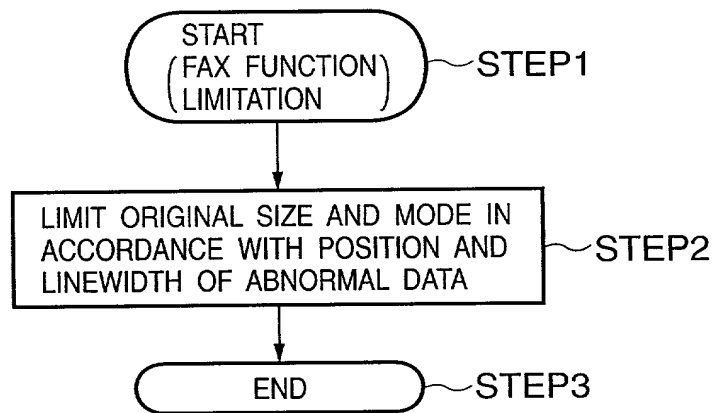 START
(FAX FUNCTION
LIMITATION)
STEP1
LIMIT ORIGINAL SIZE AND MODE IN
ACCORDANCE WITH POSITION AND
LINEWIDTH OF ABNORMAL DATA
STEP2
END
STEP3